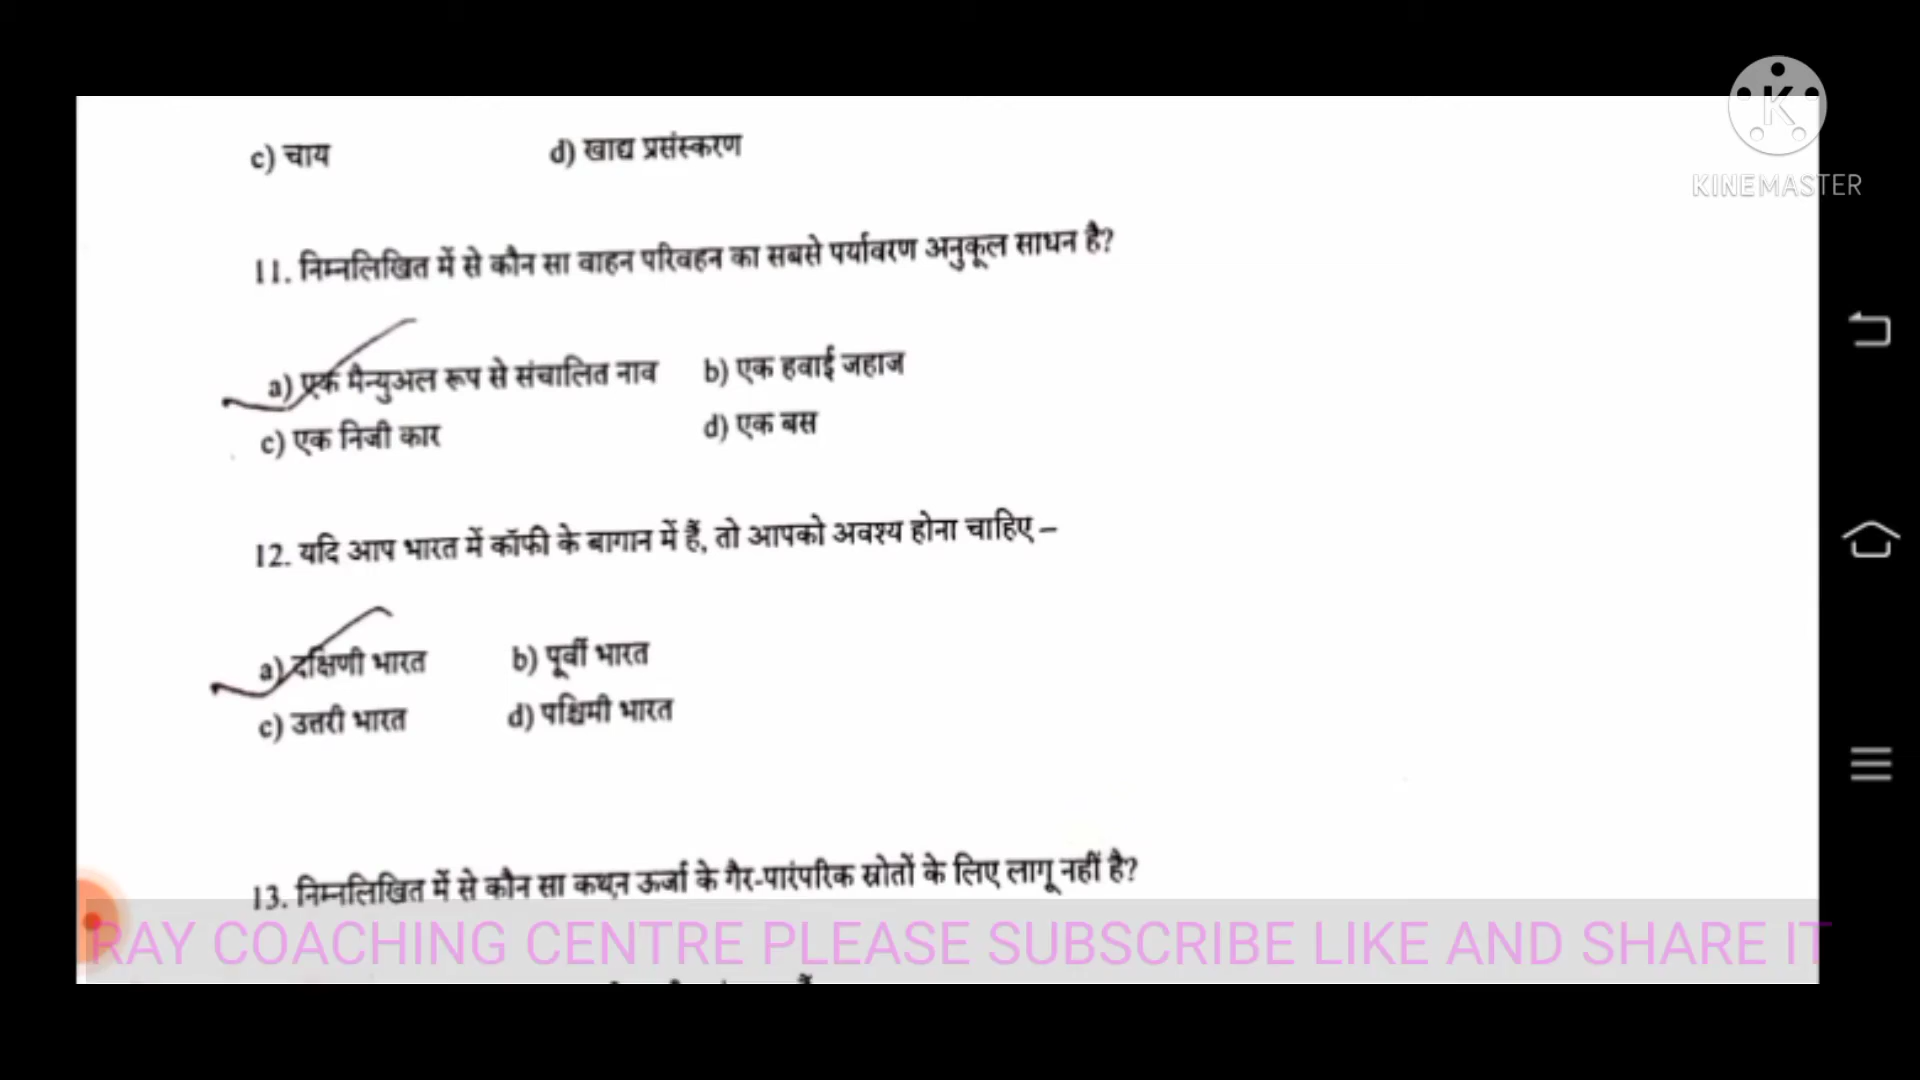 c) चाय d) खाद्य प्रसंस्करण
KINEMASTER
11. निम्नलिखित में से कौन सा वाहन परिवहन का सबसे पर्यावरण अनुकूल साधन है?
a) एक मैन्युअल रूप से संचालित नाव b) एक हवाई जहाज
c) एक निजी कार d) एक बस
12. यदि आप भारत में कॉफी के बागान में हैं, तो आपको अवश्य होना चाहिए –
a) दक्षिणी भारत b) पूर्वी भारत
c) उत्तरी भारत d) पश्चिमी भारत
13. निम्नलिखित में से कौन सा कथन ऊर्जा के गैर-पारंपरिक स्रोतों के लिए लागू नहीं है?
RAY COACHING CENTRE PLEASE SUBSCRIBE LIKE AND SHARE IT